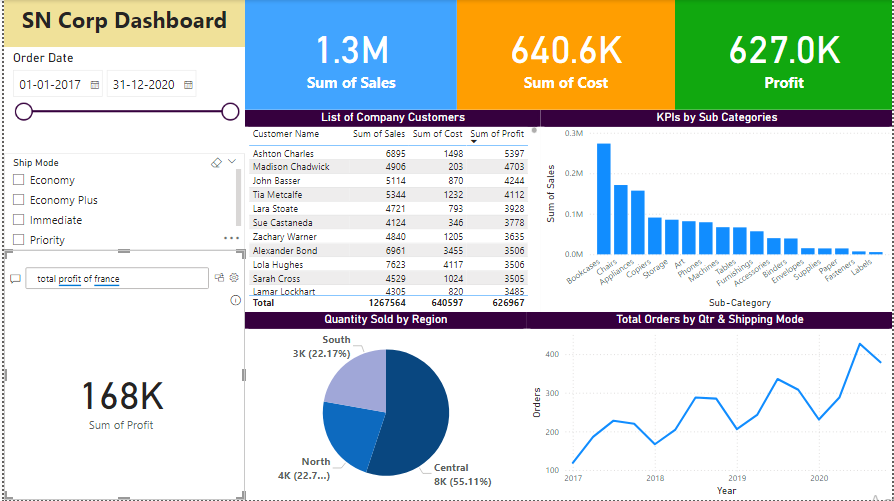 SN Corp Dashboard
Order Date
01-01-2017
31-12-2020
Ship Mode
Economy
Economy Plus
Immediate
Priority
total profit of france
168K
Sum of Profit
1.3M
Sum of Sales
640.6K
Sum of Cost
627.0K
Profit
List of Company Customers
Customer Name Sum of Sales Sum of Cost Sum of Profit
Ashton Charles 6895 1498 5397
Madison Chadwick 4906 203 4703
John Basser 5114 870 4244
Tia Metcalfe 5344 1232 4112
Lara Stoate 4721 793 3928
Sue Castaneda 4124 346 3778
Zachary Warner 4840 1205 3635
Alexander Bond 6961 3455 3506
Lola Hughes 7623 4117 3506
Sarah Cross 4529 1024 3505
Lamar Lockhart 4305 820 3485
Total 1267564 640597 626967
KPIs by Sub Categories
Sum of Sales
0.3M
0.2M
0.1M
0.0M
Bookcases
Chairs
Appliances
Copiers
Storage
Art
Phones
Machines
Tables
Furnishings
Accessories
Binders
Envelopes
Supplies
Paper
Fasteners
Labels
Sub-Category
Quantity Sold by Region
South
3K (22.17%)
North
4K (22.7...)
Central
8K (55.11%)
Total Orders by Qtr & Shipping Mode
Orders
400
300
200
100
2017
2018
2019
2020
Year